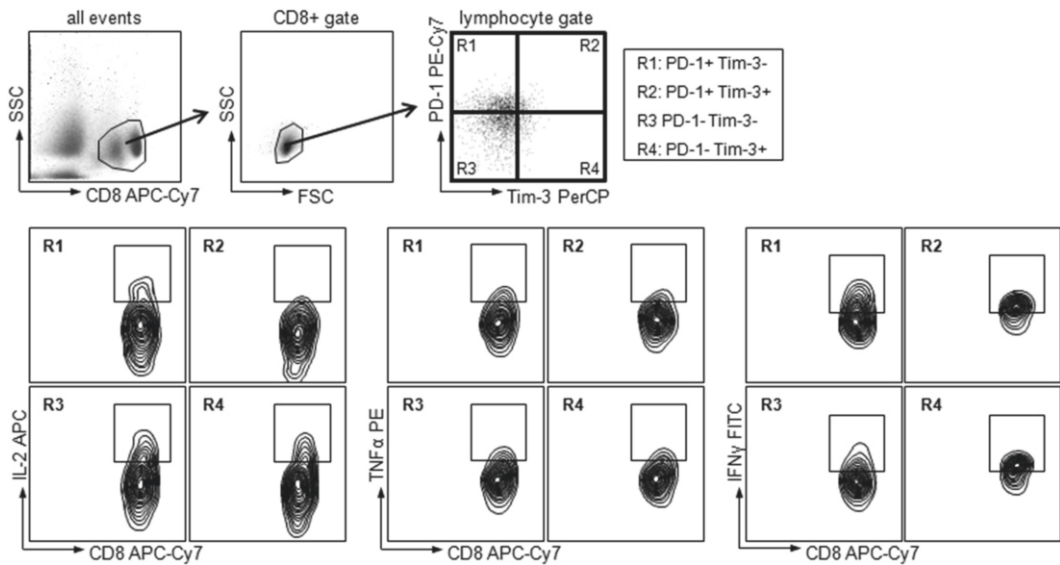 all events
CD8+ gate
lymphocyte gate
SSC
CD8 APC-Cy7
SSC
FSC
PD-1 PE-Cy7
R1
R2
R3
R4
Tim-3 PerCP
R1: PD-1+ Tim-3-
R2: PD-1+ Tim-3+
R3 PD-1- Tim-3-
R4: PD-1- Tim-3+
R1
R2
R3
R4
IL-2 APC
CD8 APC-Cy7
R1
R2
R3
R4
TNFα PE
CD8 APC-Cy7
R1
R2
R3
R4
IFNγ FITC
CD8 APC-Cy7